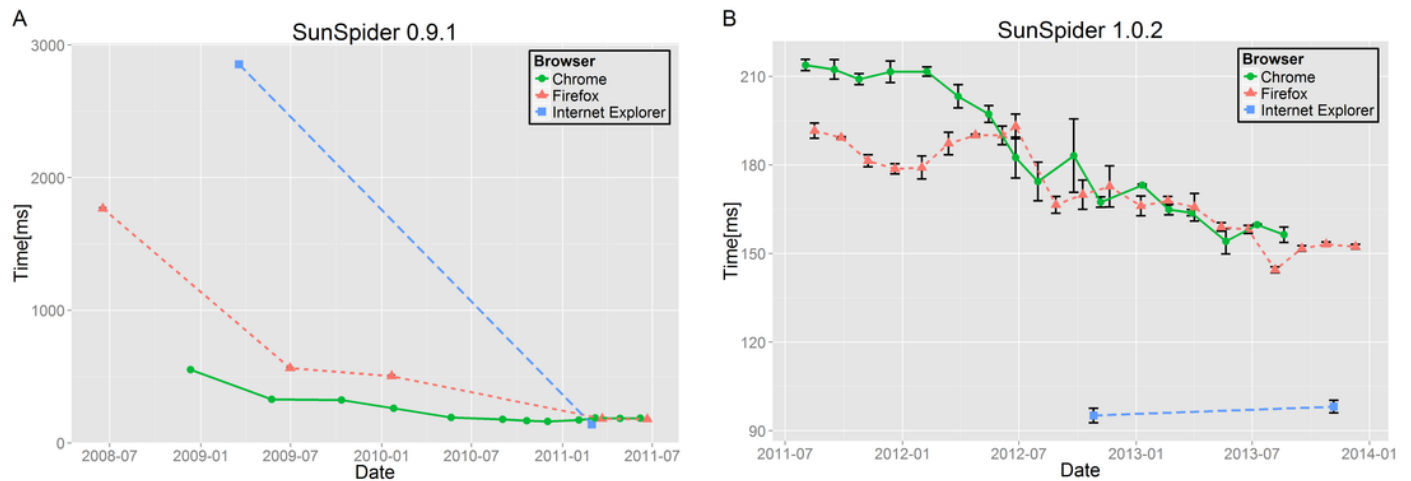 A
SunSpider 0.9.1
Time[ms]
3000
2000
1000
0
Browser
Chrome
Firefox
Internet Explorer
2008-07 2009-01 2009-07 2010-01 2010-07 2011-01 2011-07
Date
B
SunSpider 1.0.2
Time[ms]
210
180
150
120
90
Browser
Chrome
Firefox
Internet Explorer
2011-07 2012-01 2012-07 2013-01 2013-07 2014-01
Date